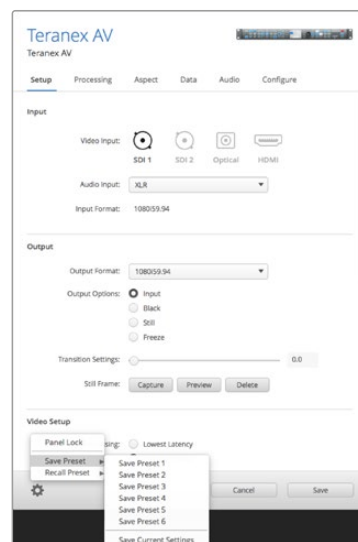 Teranex AV
Teranex AV
Setup Processing Aspect Data Audio Configure
Input
Video Input:
SDI 1 SDI 2 Optical HDMI
Audio Input: XLR
Input Format: 1080i59.94
Output
Output Format: 1080i59.94
Output Options: Input
Black
Still
Freeze
Transition Settings: 0.0
Still Frame: Capture Preview Delete
Video Setup
Panel Lock
sing: Lowest Latency
Save Preset
Recall Preset
Save Preset 1
Save Preset 2
Save Preset 3
Save Preset 4
Save Preset 5
Save Preset 6
Save Current Settings
Cancel Save